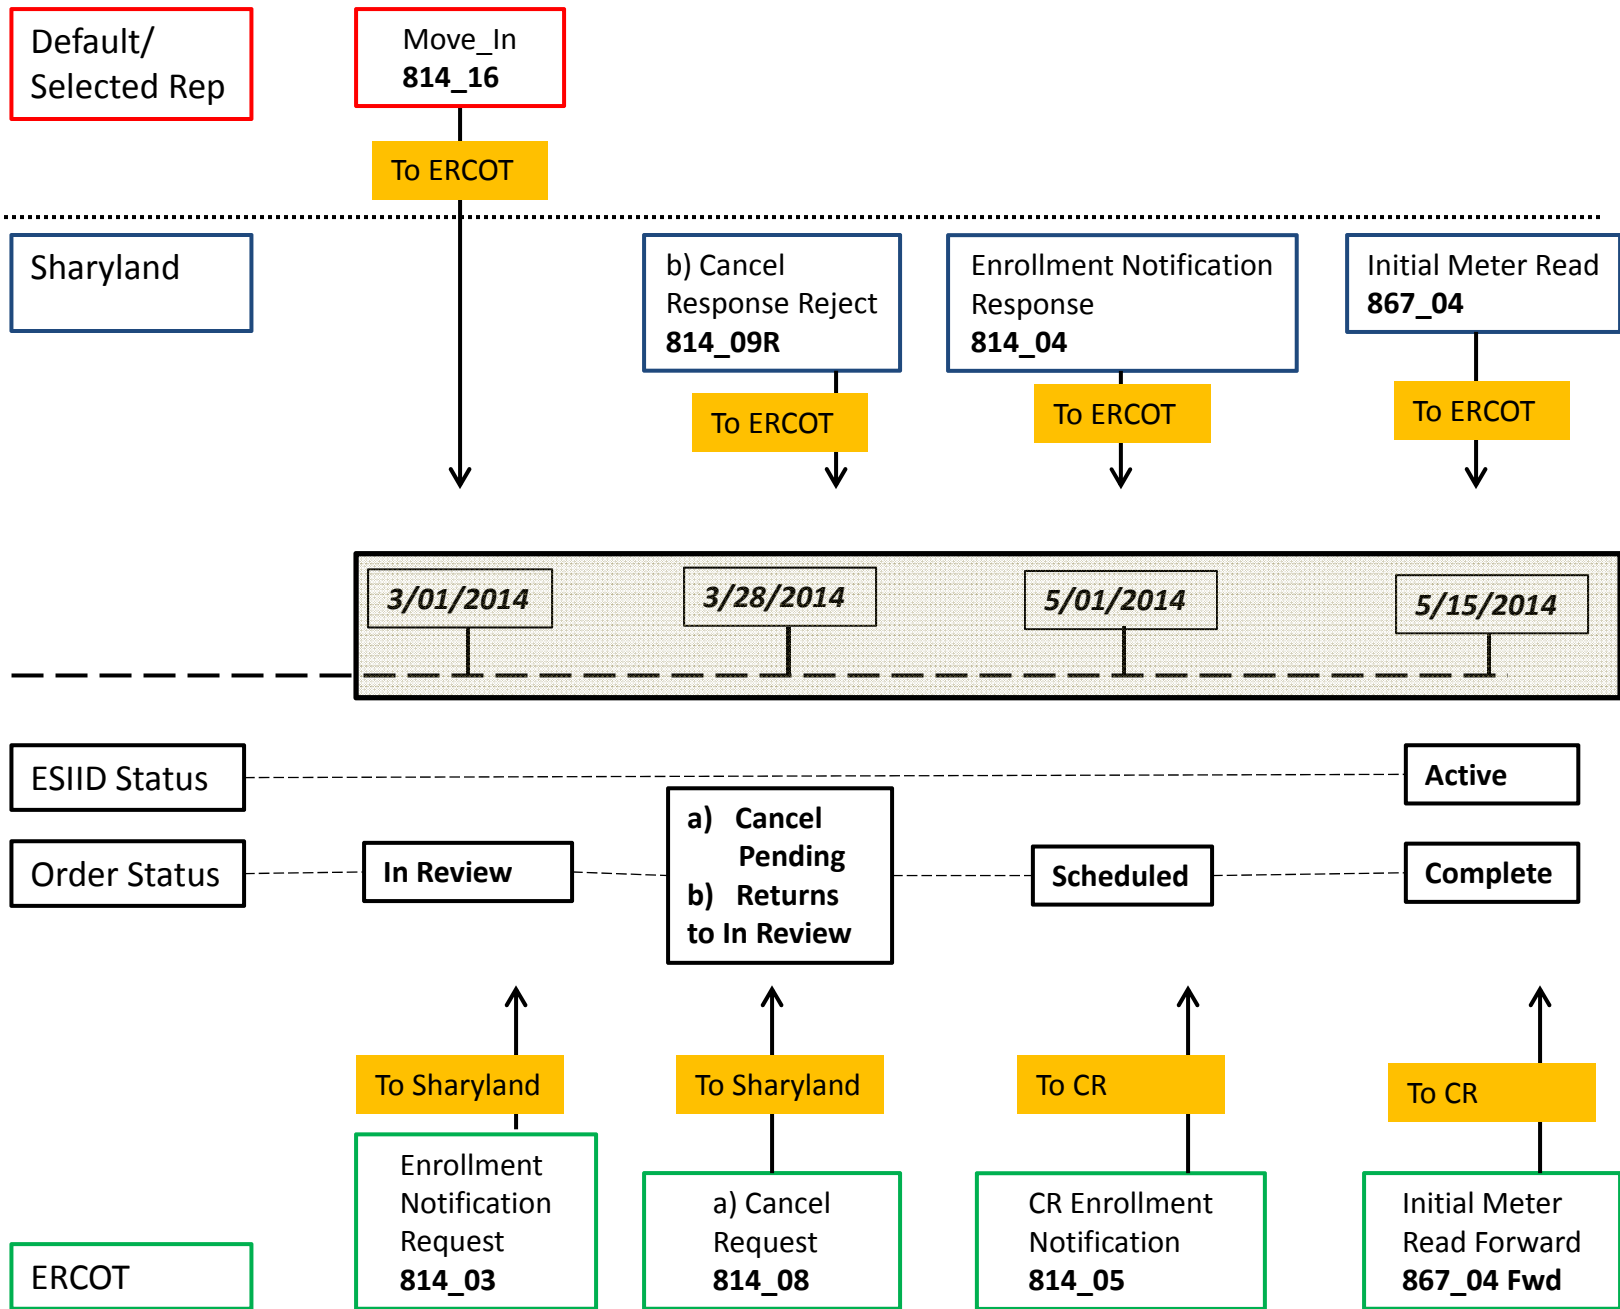 Default/
Selected Rep
Move_In
814_16
To ERCOT
Sharyland
b) Cancel
Response Reject
814_09R
To ERCOT
Enrollment Notification
Response
814_04
To ERCOT
Initial Meter Read
867_04
To ERCOT
3/01/2014
3/28/2014
5/01/2014
5/15/2014
ESIID Status
Active
Order Status
In Review
a) Cancel
Pending
b) Returns
to In Review
Scheduled
Complete
To Sharyland
To Sharyland
To CR
To CR
ERCOT
Enrollment
Notification
Request
814_03
a) Cancel
Request
814_08
CR Enrollment
Notification
814_05
Initial Meter
Read Forward
867_04 Fwd